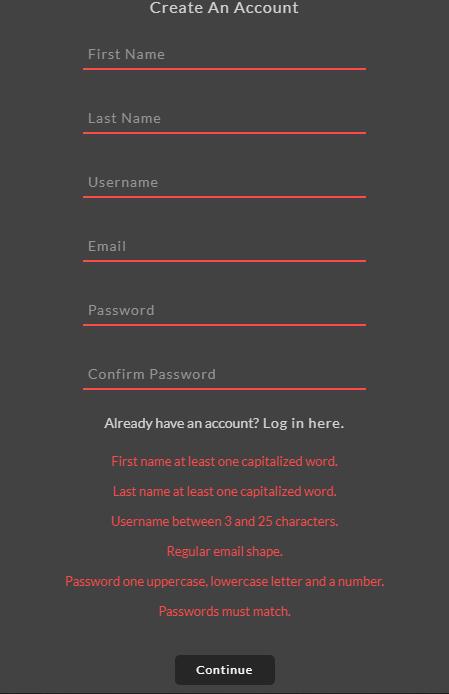 Create An Account
First Name
Last Name
Username
Email
Password
Confirm Password
Already have an account? Log in here.
First name at least one capitalized word.
Last name at least one capitalized word.
Username between 3 and 25 characters.
Regular email shape.
Password one uppercase, lowercase letter and a number.
Passwords must match.
Continue